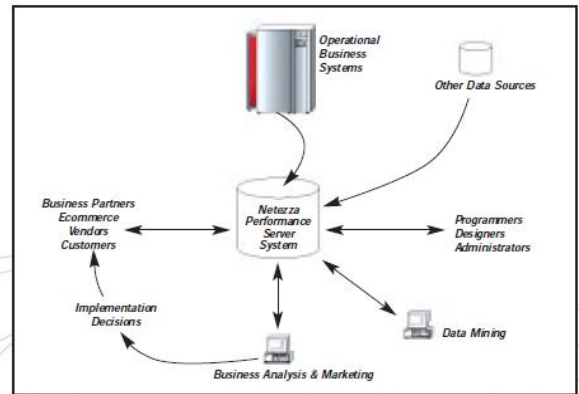 Operational
Business
Systems
Other Data Sources
Netezza
Performance
Server
System
Business Partners
Ecommerce
Vendors
Customers
Programmers
Designers
Administrators
Implementation
Decisions
Data Mining
Business Analysis & Marketing